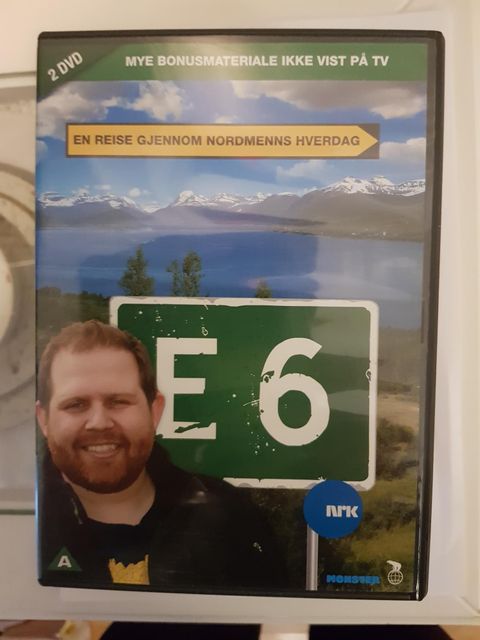 2 DVD
MYE BONUSMATERIALE IKKE VIST PÅ TV
EN REISE GJENNOM NORDMENNS HVERDAG
E 6
NRK
A
MONSTER